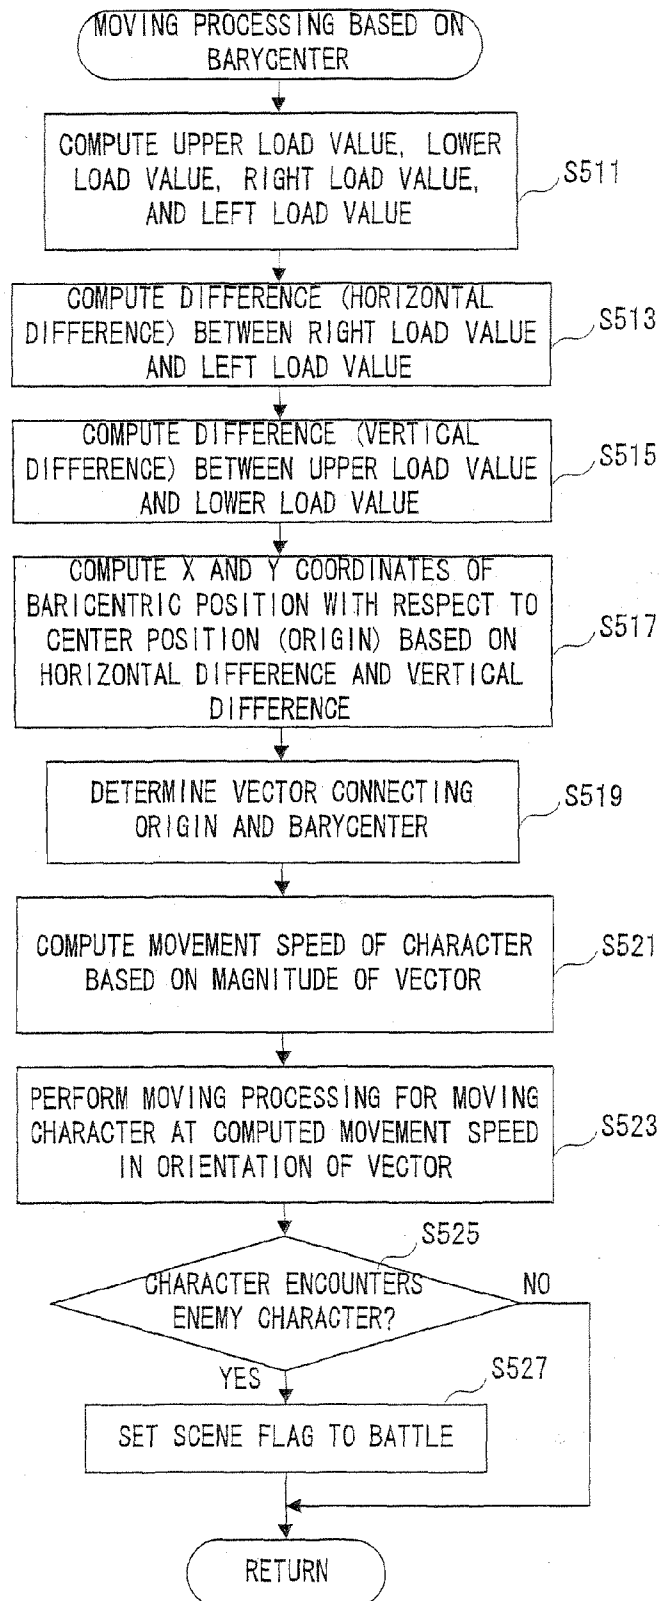 MOVING PROCESSING BASED ON
BARYCENTER
COMPUTE UPPER LOAD VALUE, LOWER
LOAD VALUE, RIGHT LOAD VALUE,
AND LEFT LOAD VALUE
S511
COMPUTE DIFFERENCE (HORIZONTAL
DIFFERENCE) BETWEEN RIGHT LOAD VALUE
AND LEFT LOAD VALUE
S513
COMPUTE DIFFERENCE (VERTICAL
DIFFERENCE) BETWEEN UPPER LOAD VALUE
AND LOWER LOAD VALUE
S515
COMPUTE X AND Y COORDINATES OF
BARICENTRIC POSITION WITH RESPECT TO
CENTER POSITION (ORIGIN) BASED ON
HORIZONTAL DIFFERENCE AND VERTICAL
DIFFERENCE
S517
DETERMINE VECTOR CONNECTING
ORIGIN AND BARYCENTER
S519
COMPUTE MOVEMENT SPEED OF CHARACTER
BASED ON MAGNITUDE OF VECTOR
S521
PERFORM MOVING PROCESSING FOR MOVING
CHARACTER AT COMPUTED MOVEMENT SPEED
IN ORIENTATION OF VECTOR
S523
S525
CHARACTER ENCOUNTERS
ENEMY CHARACTER?
NO
YES
S527
SET SCENE FLAG TO BATTLE
RETURN